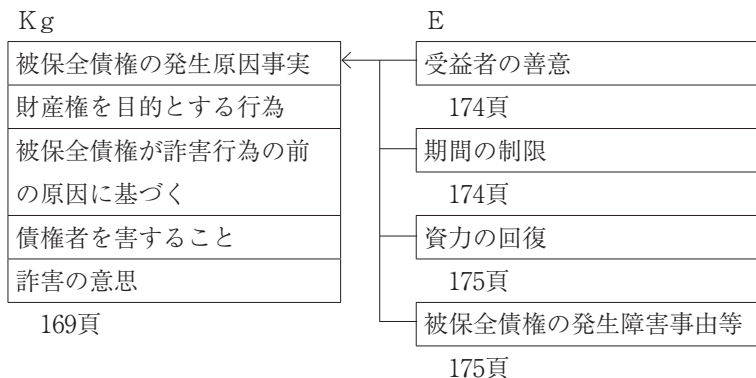 Kg
被保全債権の発生原因事実
財産権を目的とする行為
被保全債権が詐害行為の前
の原因に基づく
債権者を害すること
詐害の意思
169頁
E
受益者の善意
174頁
期間の制限
174頁
資力の回復
175頁
被保全債権の発生障害事由等
175頁